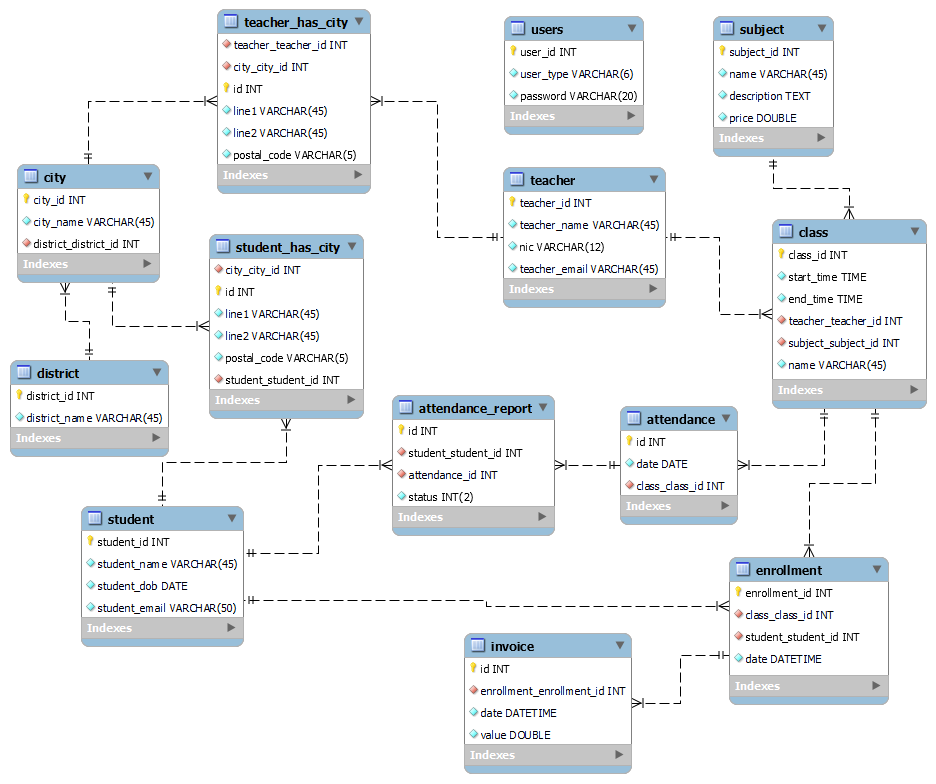 teacher_has_city
teacher_teacher_id INT
city_city_id INT
id INT
line1 VARCHAR(45)
line2 VARCHAR(45)
postal_code VARCHAR(5)
Indexes
users
user_id INT
user_type VARCHAR(6)
password VARCHAR(20)
Indexes
subject
subject_id INT
name VARCHAR(45)
description TEXT
price DOUBLE
Indexes
city
city_id INT
city_name VARCHAR(45)
district_district_id INT
Indexes
teacher
teacher_id INT
teacher_name VARCHAR(45)
nic VARCHAR(12)
teacher_email VARCHAR(45)
Indexes
student_has_city
city_city_id INT
id INT
line1 VARCHAR(45)
line2 VARCHAR(45)
postal_code VARCHAR(5)
student_student_id INT
Indexes
class
class_id INT
start_time TIME
end_time TIME
teacher_teacher_id INT
subject_subject_id INT
name VARCHAR(45)
Indexes
district
district_id INT
district_name VARCHAR(45)
Indexes
attendance_report
id INT
student_student_id INT
attendance_id INT
status INT(2)
Indexes
attendance
id INT
date DATE
class_class_id INT
Indexes
student
student_id INT
student_name VARCHAR(45)
student_dob DATE
student_email VARCHAR(50)
Indexes
enrollment
enrollment_id INT
class_class_id INT
student_student_id INT
date DATETIME
Indexes
invoice
id INT
enrollment_enrollment_id INT
date DATETIME
value DOUBLE
Indexes